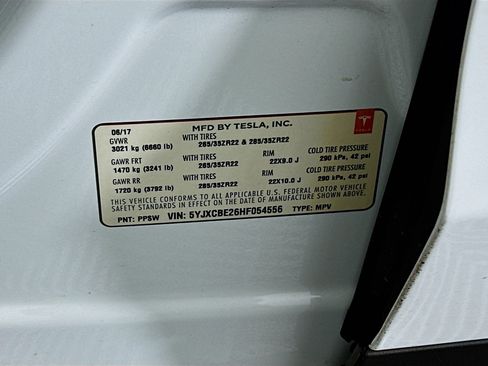 06/17 MFD BY TESLA, INC.
GVWR WITH TIRES
3021 kg (6660 lb) 265/35ZR22 & 285/35ZR22
GAWR FRT WITH TIRES RIM COLD TIRE PRESSURE
1470 kg (3241 lb) 265/35ZR22 22X9.0 J 290 kPa, 42 psi
GAWR RR WITH TIRES RIM COLD TIRE PRESSURE
1720 kg (3792 lb) 285/35ZR22 22X10.0 J 290 kPa, 42 psi
THIS VEHICLE CONFORMS TO ALL APPLICABLE U.S. FEDERAL MOTOR VEHICLE
SAFETY STANDARDS IN EFFECT ON THE DATE OF MANUFACTURE SHOWN ABOVE.
PNT: PPSW VIN: 5YJXCBE26HF054556 TYPE: MPV
TESLA